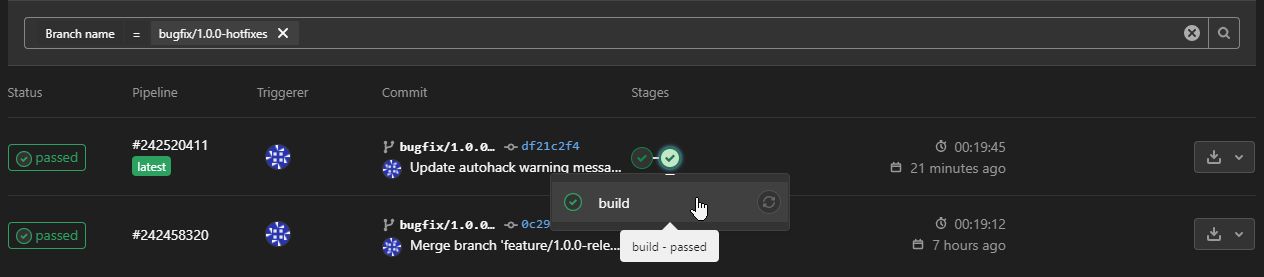 Branch name = bugfix/1.0.0-hotfixes
Status Pipeline Triggerer Commit Stages
passed #242520411 bugfix/1.0.0… df21c2f4 00:19:45
latest Update autohack warning messa... 21 minutes ago
build
passed #242458320 bugfix/1.0.0… 0c29 00:19:12
Merge branch 'feature/1.0.0-rele... build - passed 7 hours ago